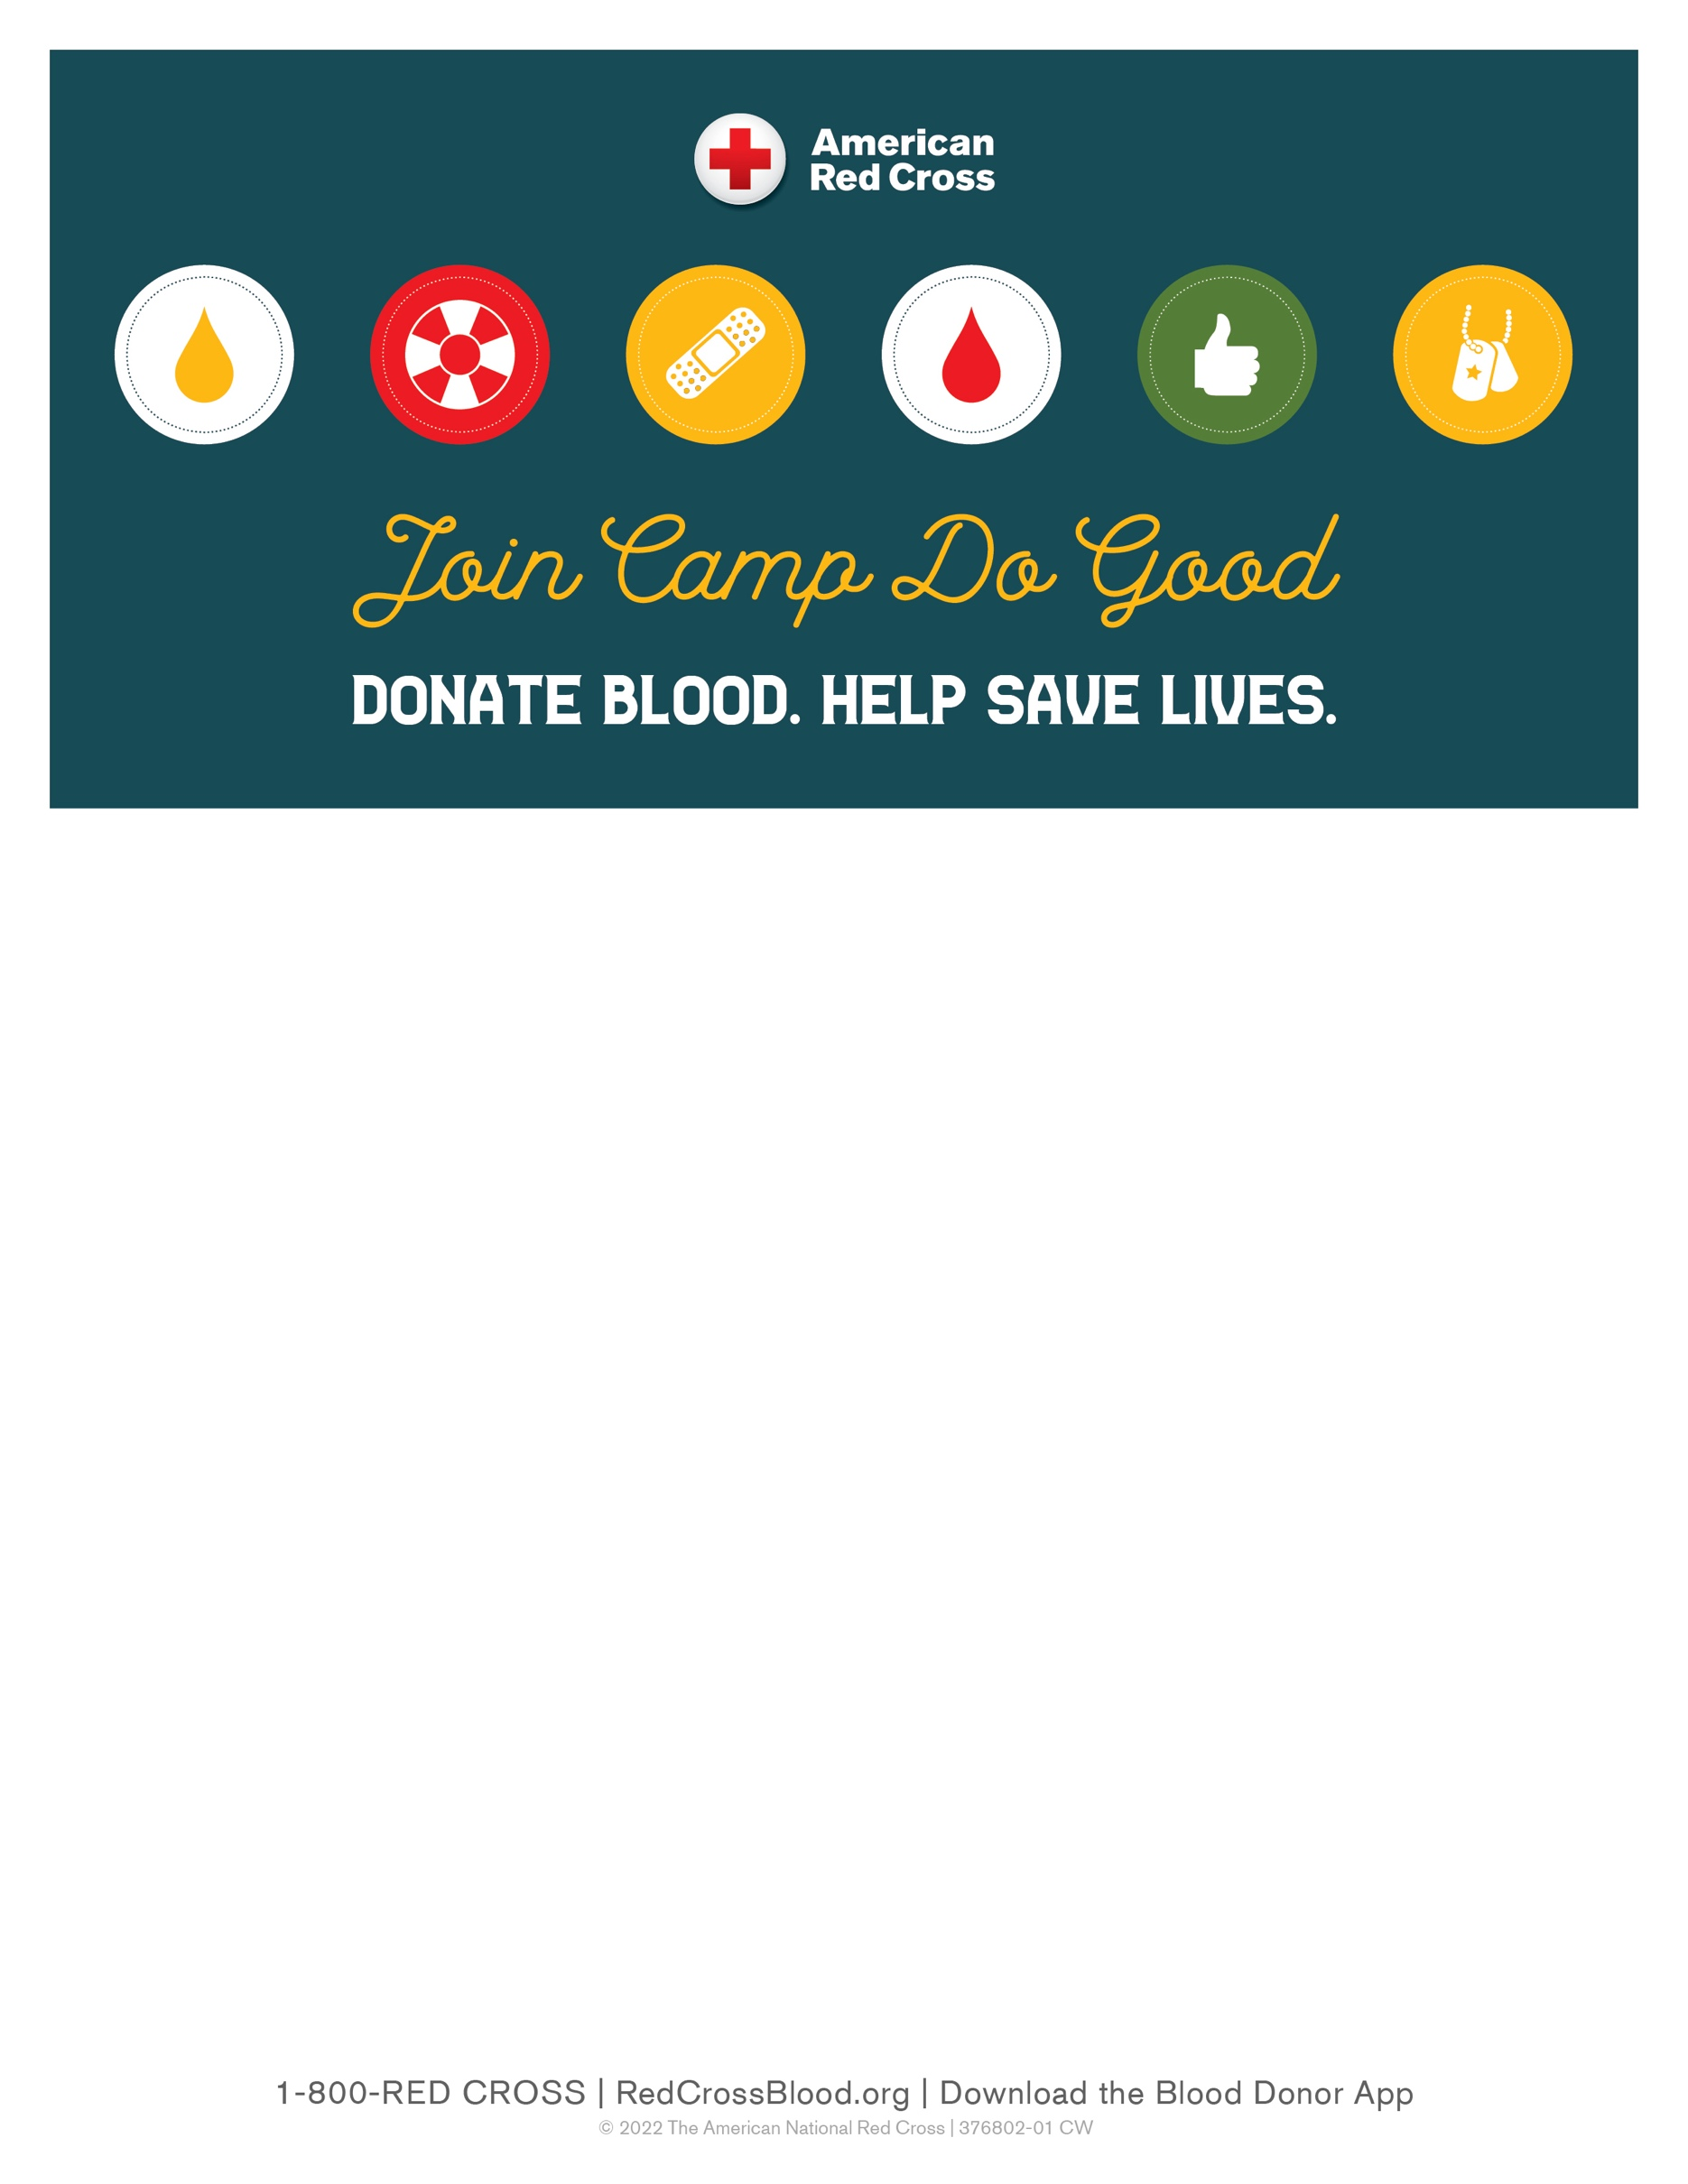 American
Red Cross
Join Camp Do Good
DONATE BLOOD. HELP SAVE LIVES.
1-800-RED CROSS | RedCrossBlood.org | Download the Blood Donor App
© 2022 The American National Red Cross | 376802-01 CW